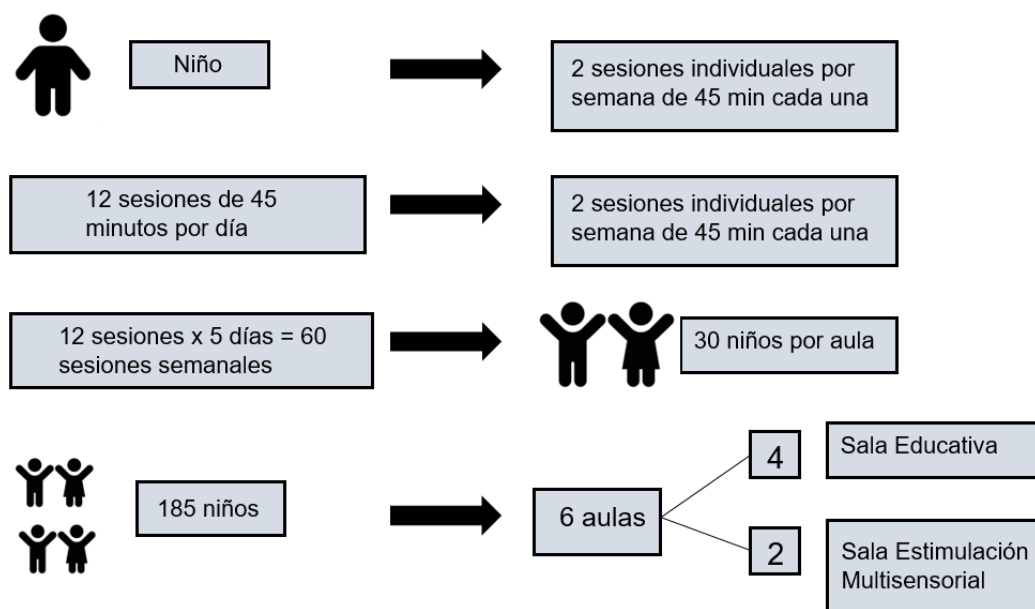 Niño
2 sesiones individuales por
semana de 45 min cada una
12 sesiones de 45
minutos por día
2 sesiones individuales por
semana de 45 min cada una
12 sesiones x 5 días = 60
sesiones semanales
30 niños por aula
185 niños
6 aulas
4
Sala Educativa
2
Sala Estimulación
Multisensorial